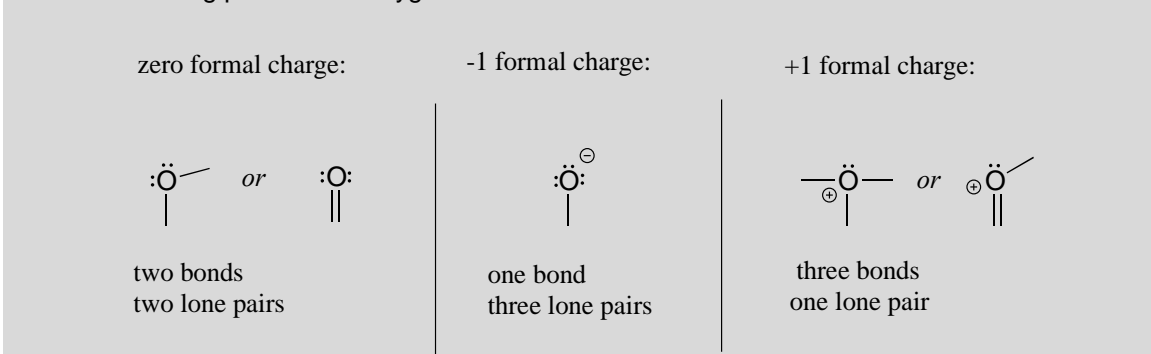 zero formal charge:
-1 formal charge:
+1 formal charge:
:Ö
or
:O:
:Ö: ⊖
Ö ⊕
or
⊕ Ö
two bonds
two lone pairs
one bond
three lone pairs
three bonds
one lone pair